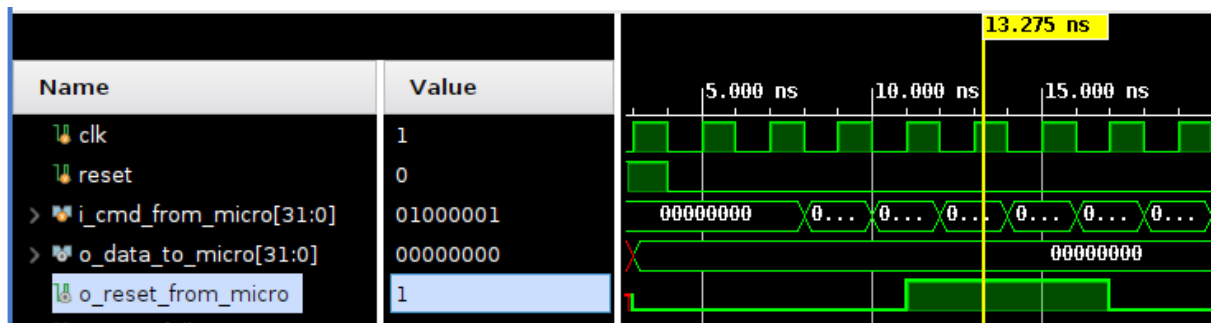 13.275 ns
Name Value 5.000 ns 10.000 ns 15.000 ns
clk 1
reset 0
i_cmd_from_micro[31:0] 01000001 00000000 0... 0... 0... 0... 0... 0...
o_data_to_micro[31:0] 00000000 00000000
o_reset_from_micro 1